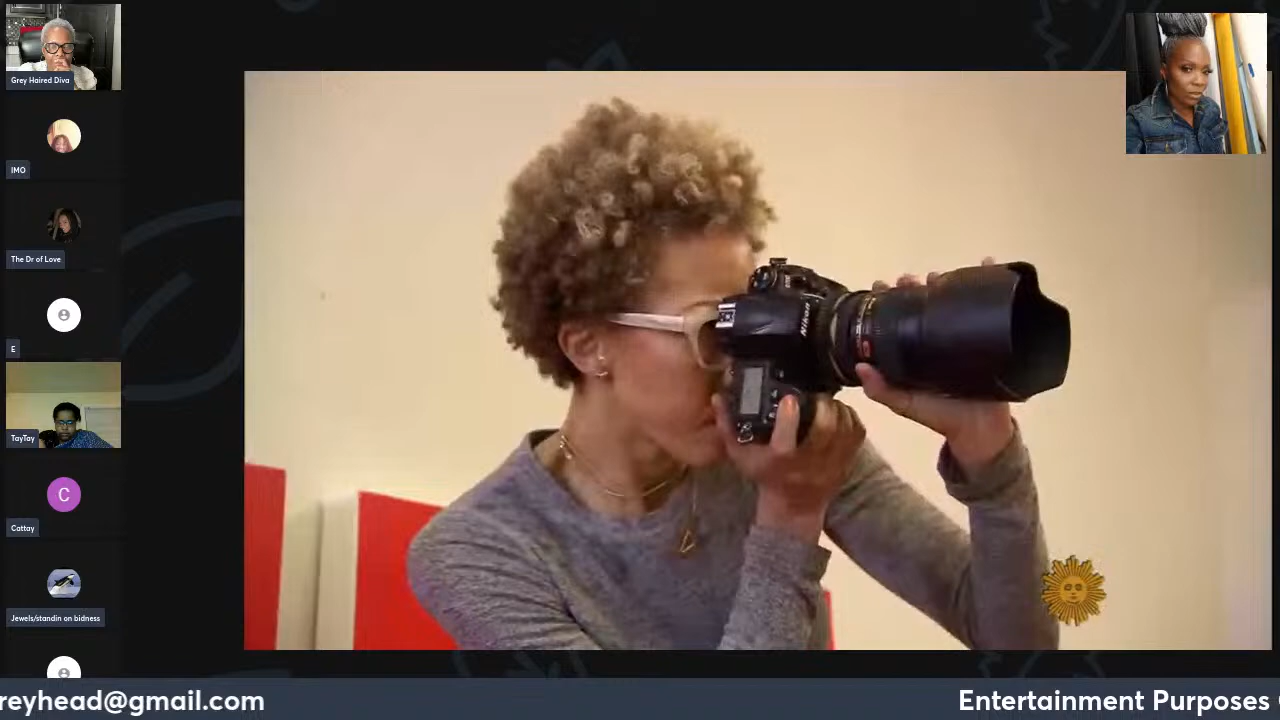 Grey Haired Diva
IMO
The Dr of Love
E
TayTay
C
Cattay
Jewels/standin on bidness
Nikon
reyhead@gmail.com
Entertainment Purposes